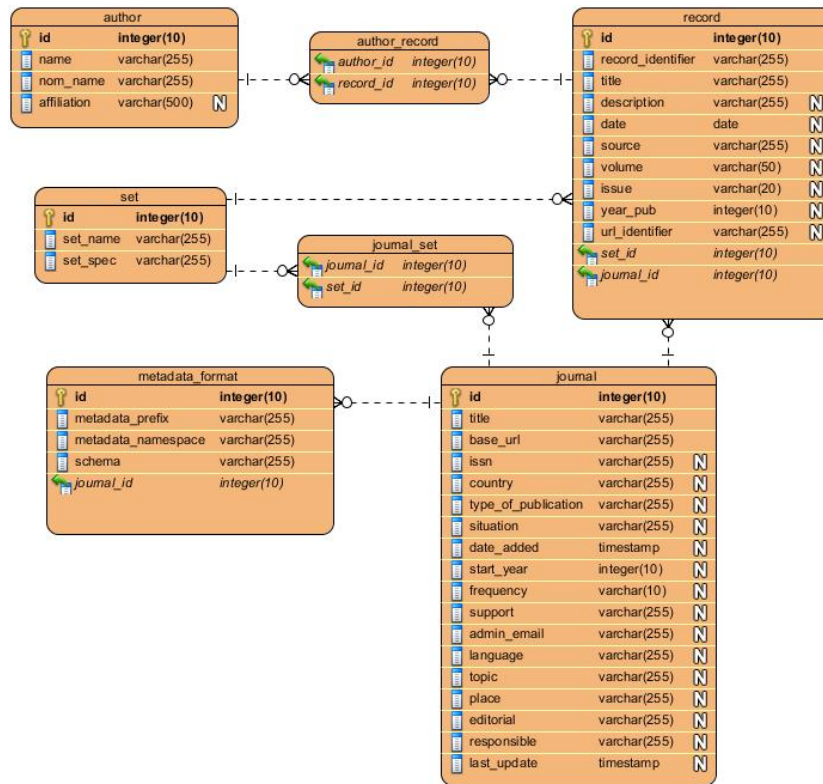 author
id integer(10)
name varchar(255)
nom_name varchar(255)
affiliation varchar(500) N
author_record
author_id integer(10)
record_id integer(10)
record
id integer(10)
record_identifier varchar(255)
title varchar(255)
description varchar(255) N
date date N
source varchar(255) N
volume varchar(50) N
issue varchar(20) N
year_pub integer(10) N
url_identifier varchar(255) N
set_id integer(10)
journal_id integer(10)
set
id integer(10)
set_name varchar(255)
set_spec varchar(255)
journal_set
journal_id integer(10)
set_id integer(10)
metadata_format
id integer(10)
metadata_prefix varchar(255)
metadata_namespace varchar(255)
schema varchar(255)
journal_id integer(10)
journal
id integer(10)
title varchar(255)
base_url varchar(255)
issn varchar(255) N
country varchar(255) N
type_of_publication varchar(255) N
situation varchar(255) N
date_added timestamp N
start_year integer(10) N
frequency varchar(10) N
support varchar(255) N
admin_email varchar(255) N
language varchar(255) N
topic varchar(255) N
place varchar(255) N
editorial varchar(255) N
responsible varchar(255) N
last_update timestamp N